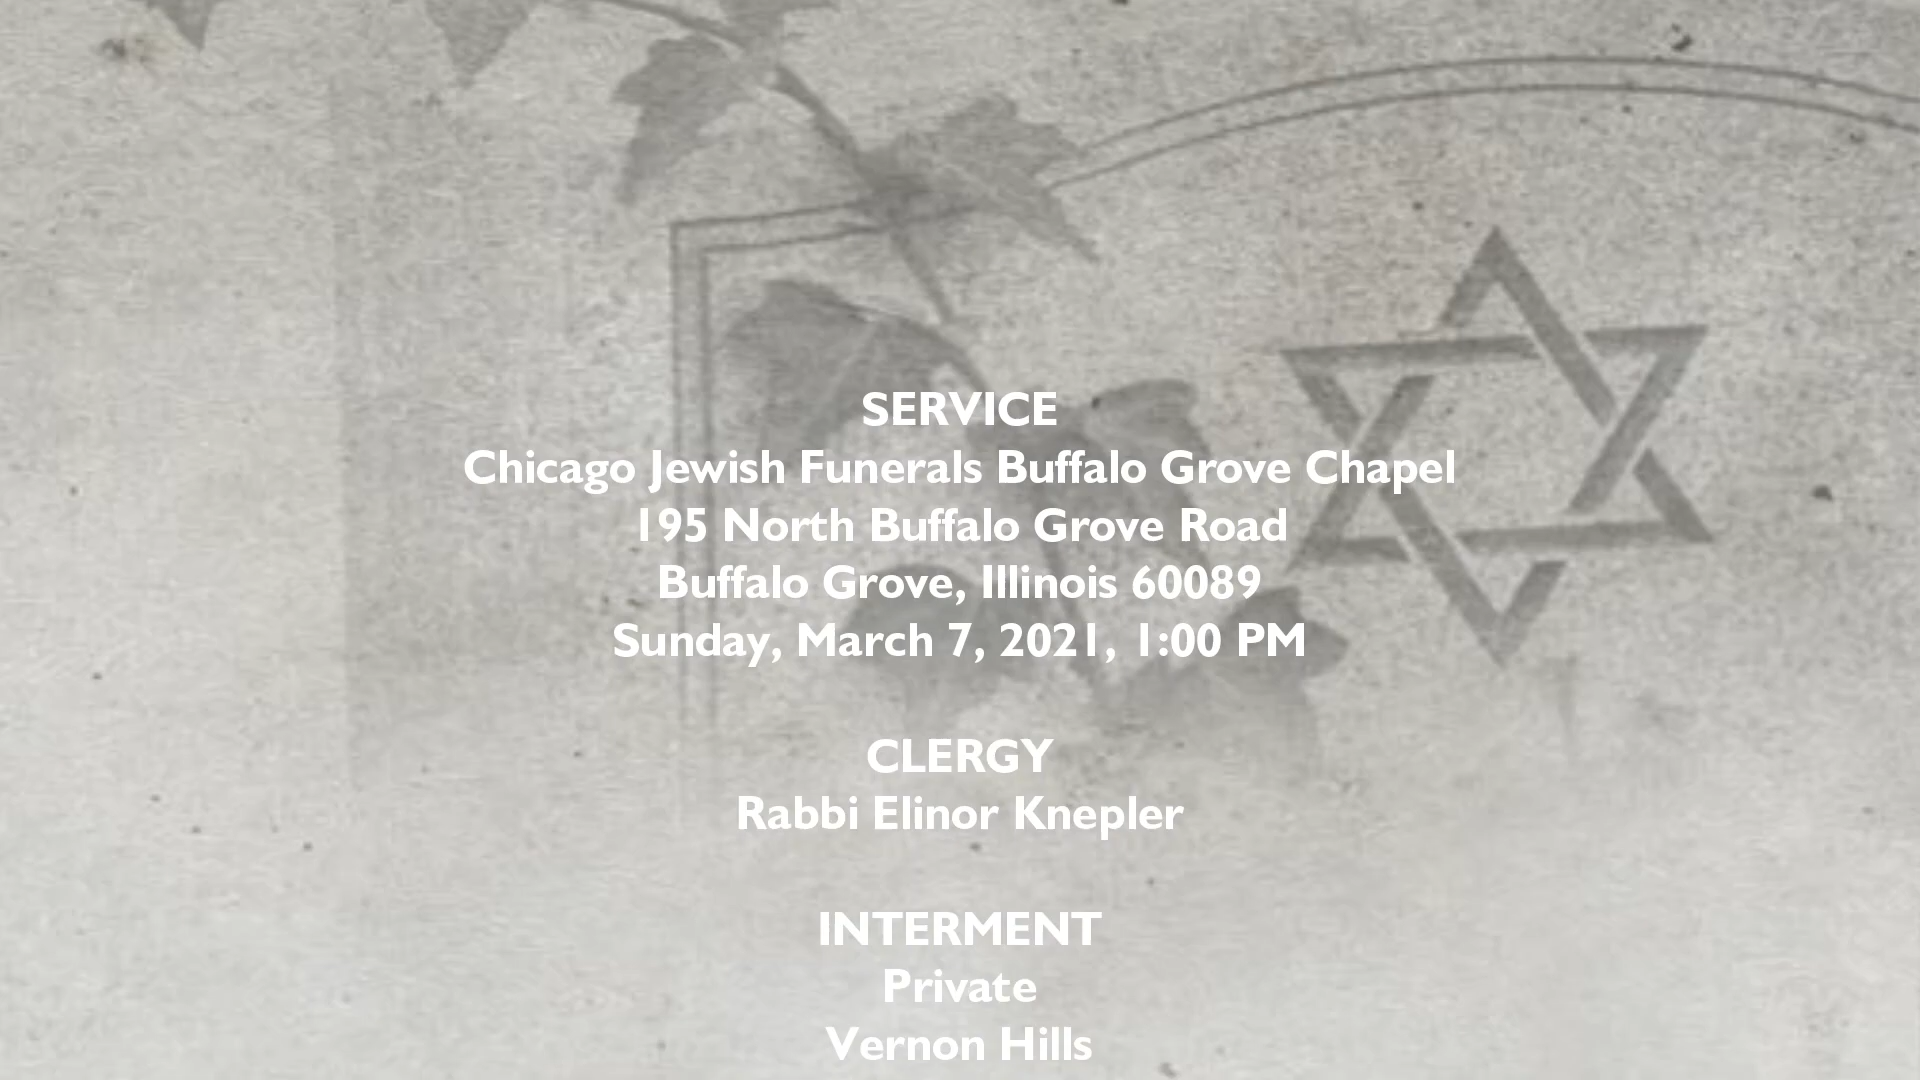 SERVICE
Chicago Jewish Funerals Buffalo Grove Chapel
195 North Buffalo Grove Road
Buffalo Grove, Illinois 60089
Sunday, March 7, 2021, 1:00 PM
CLERGY
Rabbi Elinor Knepler
INTERMENT
Private
Vernon Hills